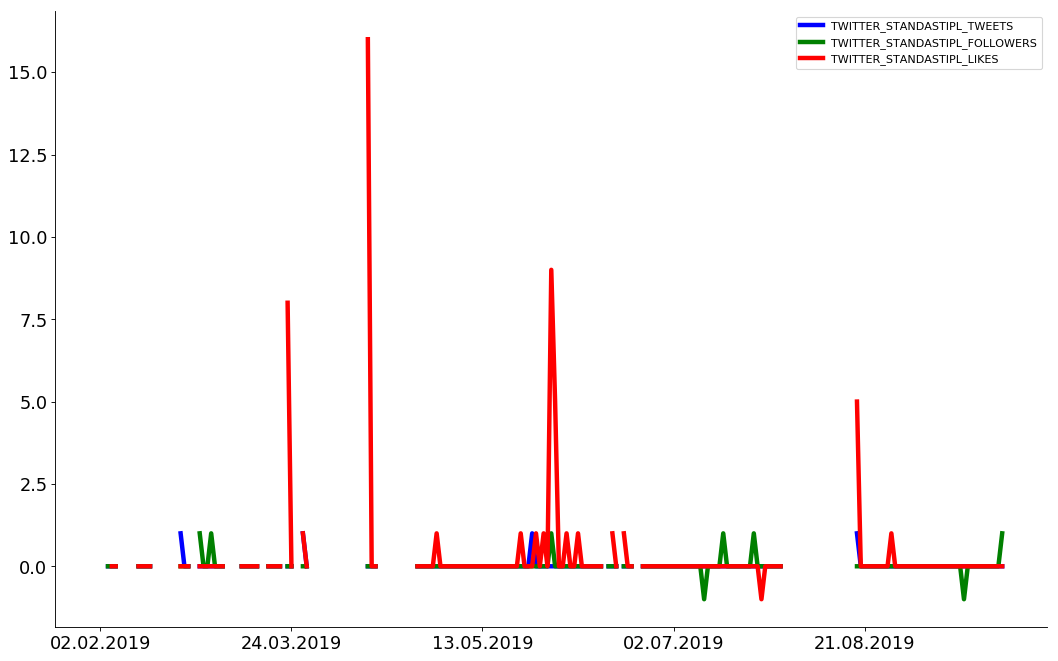 TWITTER_STANDASTIPL_TWEETS
TWITTER_STANDASTIPL_FOLLOWERS
TWITTER_STANDASTIPL_LIKES
15.0
12.5
10.0
7.5
5.0
2.5
0.0
02.02.2019 24.03.2019 13.05.2019 02.07.2019 21.08.2019